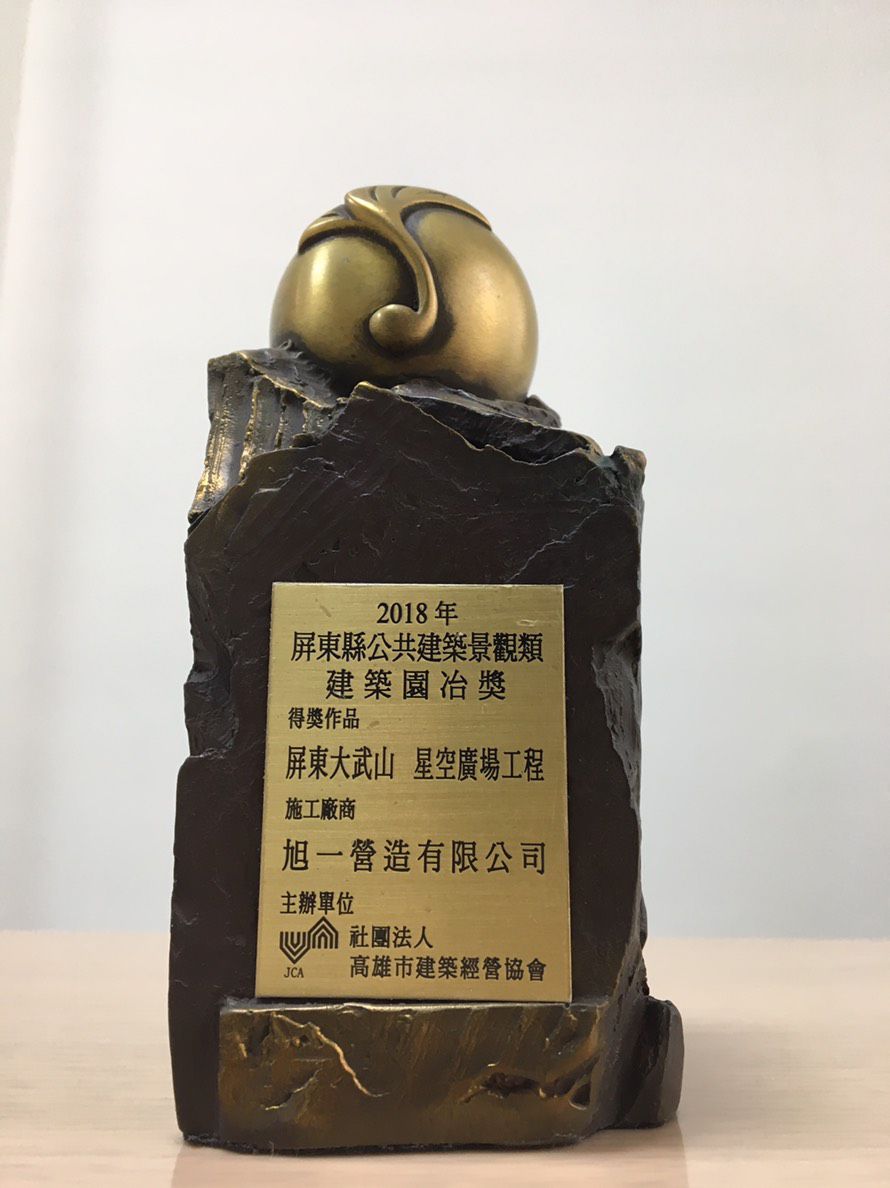 2018年
屏東縣公共建築景觀類
建築園冶獎
得獎作品
屏東大武山 星空廣場工程
施工廠商
旭一營造有限公司
主辦單位
社團法人
高雄市建築經營協會
JCA